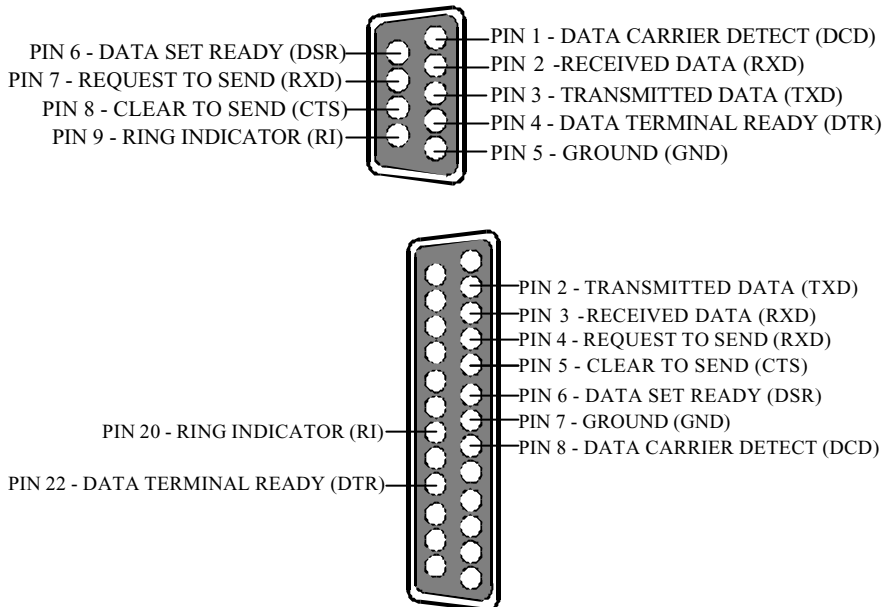 PIN 6 - DATA SET READY (DSR)
PIN 7 - REQUEST TO SEND (RXD)
PIN 8 - CLEAR TO SEND (CTS)
PIN 9 - RING INDICATOR (RI)
PIN 1 - DATA CARRIER DETECT (DCD)
PIN 2 -RECEIVED DATA (RXD)
PIN 3 - TRANSMITTED DATA (TXD)
PIN 4 - DATA TERMINAL READY (DTR)
PIN 5 - GROUND (GND)
PIN 2 - TRANSMITTED DATA (TXD)
PIN 3 -RECEIVED DATA (RXD)
PIN 4 - REQUEST TO SEND (RXD)
PIN 5 - CLEAR TO SEND (CTS)
PIN 6 - DATA SET READY (DSR)
PIN 7 - GROUND (GND)
PIN 8 - DATA CARRIER DETECT (DCD)
PIN 20 - RING INDICATOR (RI)
PIN 22 - DATA TERMINAL READY (DTR)